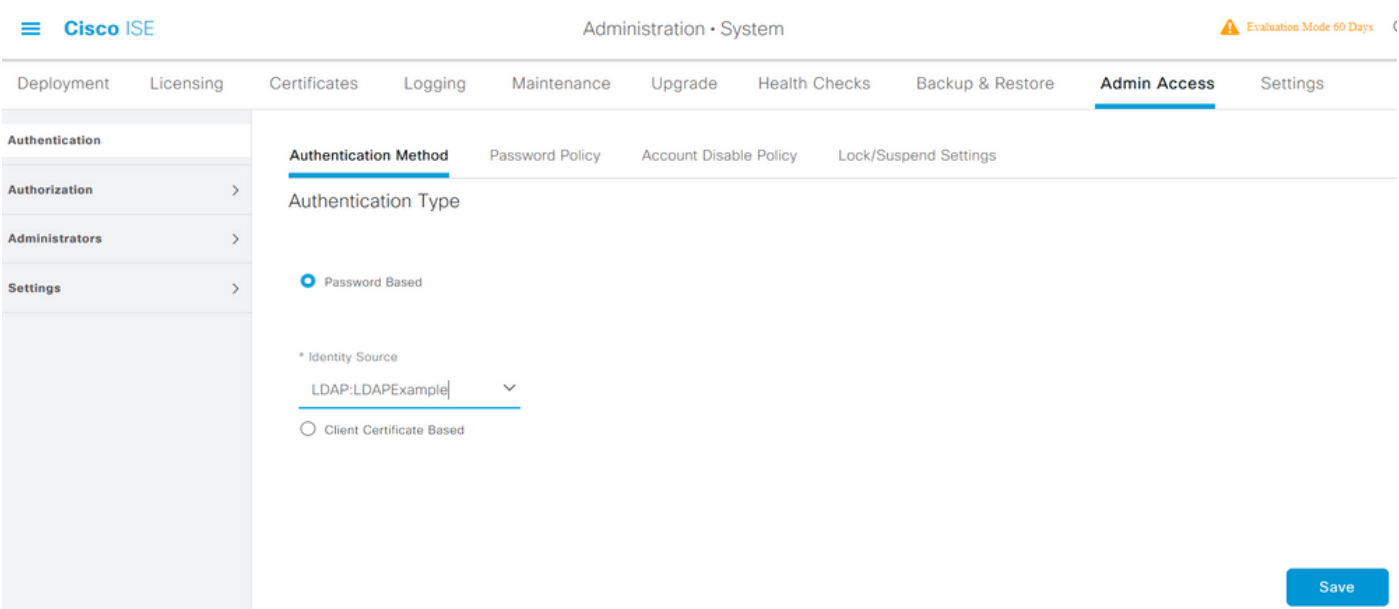 Cisco ISE
Administration · System
Evaluation Mode 60 Days
Deployment Licensing Certificates Logging Maintenance Upgrade Health Checks Backup & Restore Admin Access Settings
Authentication
Authorization
Administrators
Settings
Authentication Method Password Policy Account Disable Policy Lock/Suspend Settings
Authentication Type
Password Based
* Identity Source
LDAP:LDAPExample
Client Certificate Based
Save